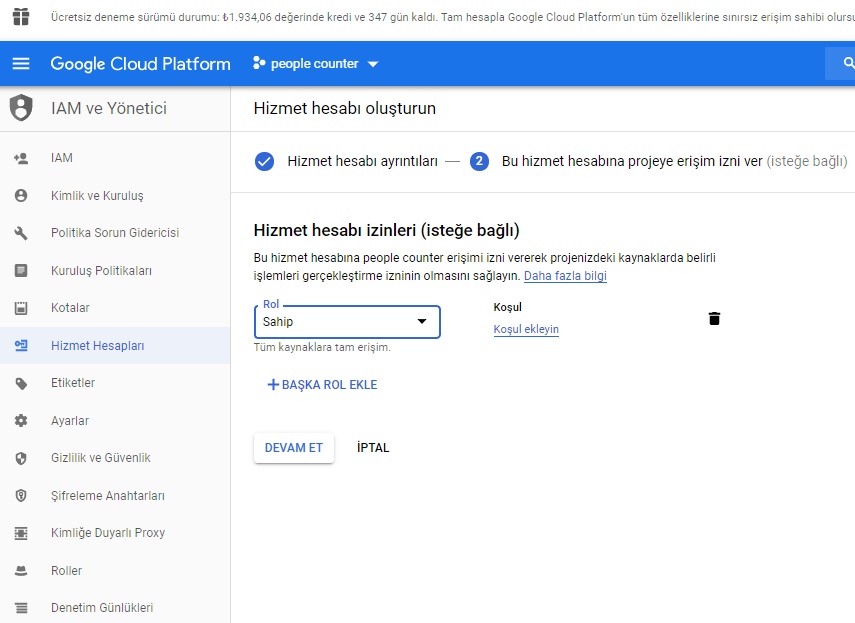 Ücretsiz deneme sürümü durumu: ₺1.934,06 değerinde kredi ve 347 gün kaldı. Tam hesapla Google Cloud Platform'un tüm özelliklerine sınırsız erişim sahibi olursu
Google Cloud Platform people counter
IAM ve Yönetici
Hizmet hesabı oluşturun
Hizmet hesabı ayrıntıları — 2 Bu hizmet hesabına projeye erişim izni ver (isteğe bağlı)
IAM
Kimlik ve Kuruluş
Politika Sorun Gidericisi
Kuruluş Politikaları
Kotalar
Hizmet Hesapları
Etiketler
Ayarlar
Gizlilik ve Güvenlik
Şifreleme Anahtarları
Kimliğe Duyarlı Proxy
Roller
Denetim Günlükleri
Hizmet hesabı izinleri (isteğe bağlı)
Bu hizmet hesabına people counter erişimi izni vererek projenizdeki kaynaklarda belirli
işlemleri gerçekleştirme izninin olmasını sağlayın. Daha fazla bilgi
Rol
Sahip
Tüm kaynaklara tam erişim.
Koşul
Koşul ekleyin
+ BAŞKA ROL EKLE
DEVAM ET İPTAL